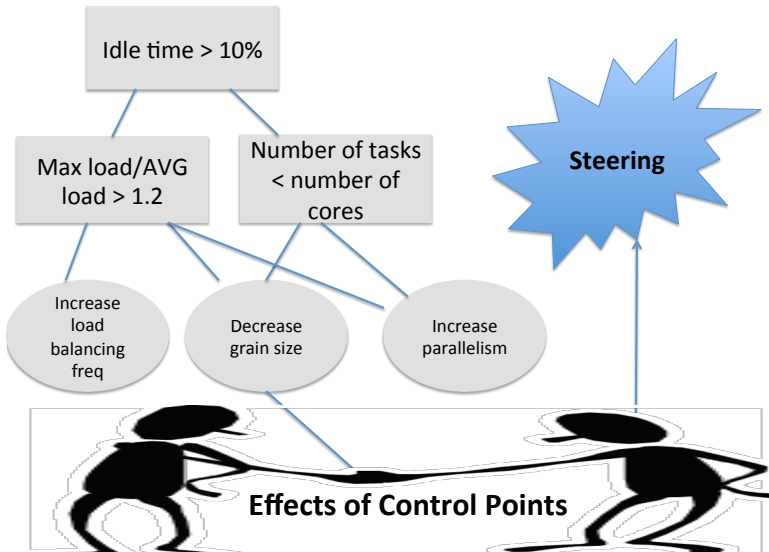 Idle time > 10%
Max load/AVG
load > 1.2
Number of tasks
< number of
cores
Steering
Increase
load
balancing
freq
Decrease
grain size
Increase
parallelism
Effects of Control Points